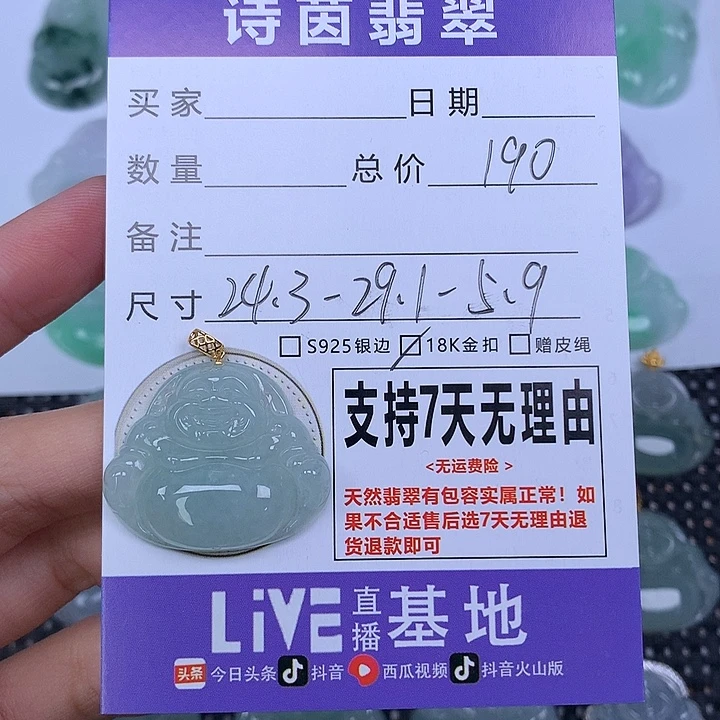 诗茵翡翠
买家 日期
数量 总价 190
备注
尺寸 24.3-29.1-5.9
S925银边 18K金扣 赠皮绳
支持7天无理由
<无运费险>
天然翡翠有包容实属正常！如
果不合适售后选7天无理由退
货退款即可
LiVE直播基地
头条 今日头条 抖音 西瓜视频 抖音火山版